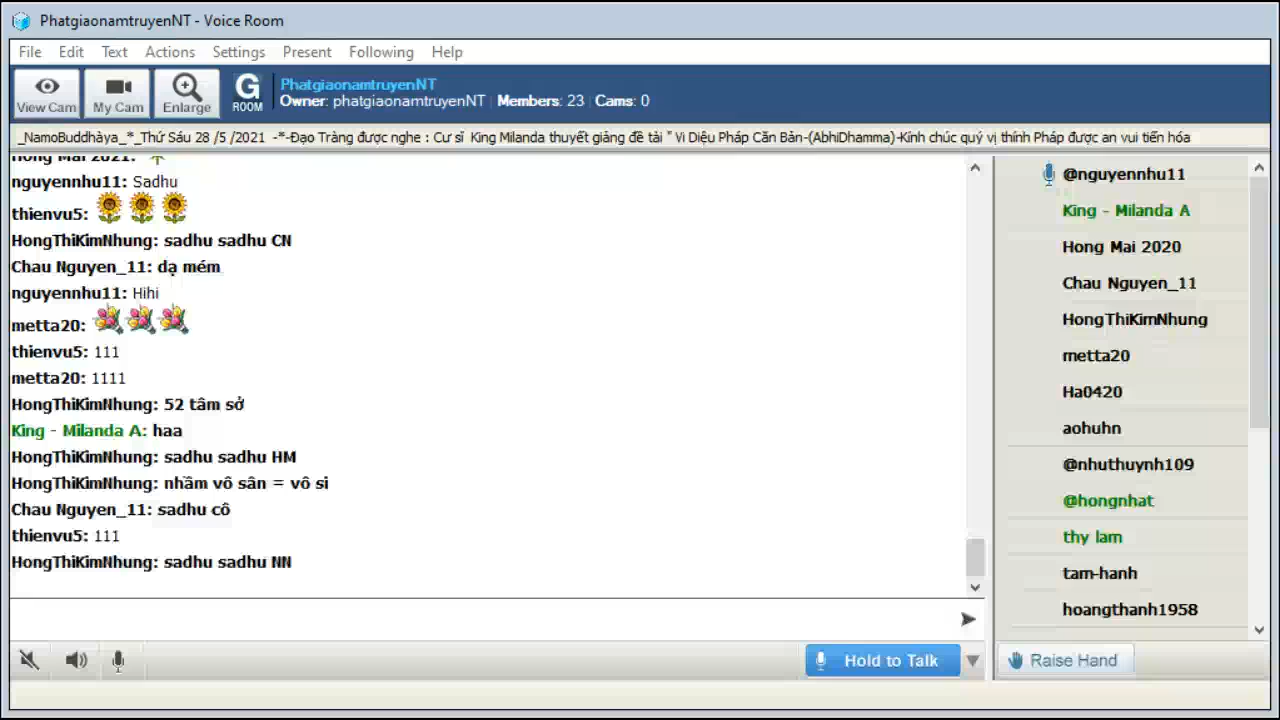 PhatgiaonamtruyenNT - Voice Room
File Edit Text Actions Settings Present Following Help
View Cam My Cam Enlarge G ROOM
PhatgiaonamtruyenNT
Owner: phatgiaonamtruyenNT Members: 23 Cams: 0
_NamoBuddhàya_*_Thứ Sáu 28 /5 /2021 -*-Đạo Tràng được nghe : Cư sĩ King Milanda thuyết giảng đề tài " Vi Diệu Pháp Căn Bản-(AbhiDhamma)-Kính chúc quý vị thính Pháp được an vui tiến hóa
Hong Mai 2021:
nguyennhu11: Sadhu
thienvu5:
HongThiKimNhung: sadhu sadhu CN
Chau Nguyen_11: dạ mém
nguyennhu11: Hihi
metta20:
thienvu5: 111
metta20: 1111
HongThiKimNhung: 52 tâm sở
King - Milanda A: haa
HongThiKimNhung: sadhu sadhu HM
HongThiKimNhung: nhầm vô sân = vô si
Chau Nguyen_11: sadhu cô
thienvu5: 111
HongThiKimNhung: sadhu sadhu NN
@nguyennhu11
King - Milanda A
Hong Mai 2020
Chau Nguyen_11
HongThiKimNhung
metta20
Ha0420
aohuhn
@nhuthuynh109
@hongnhat
thy lam
tam-hanh
hoangthanh1958
Hold to Talk
Raise Hand